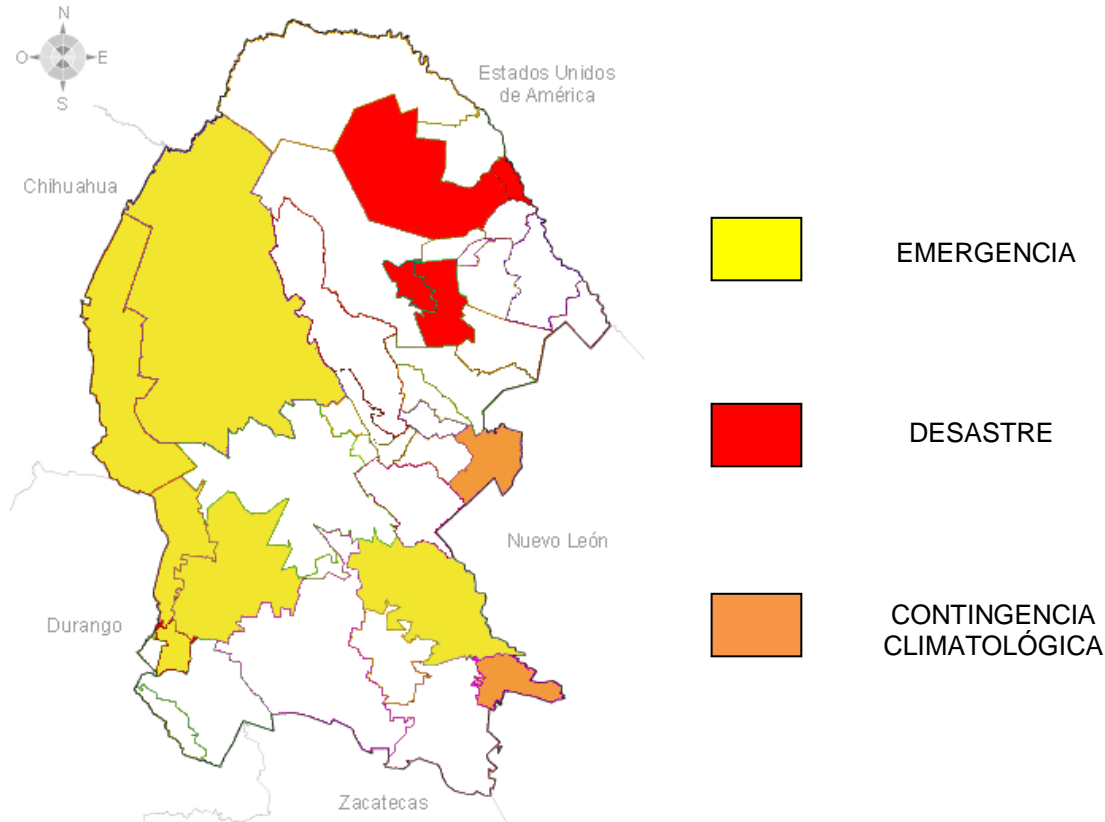 N
O
E
S
Estados Unidos
de América
Chihuahua
EMERGENCIA
DESASTRE
Nuevo León
Durango
CONTINGENCIA
CLIMATOLÓGICA
Zacatecas